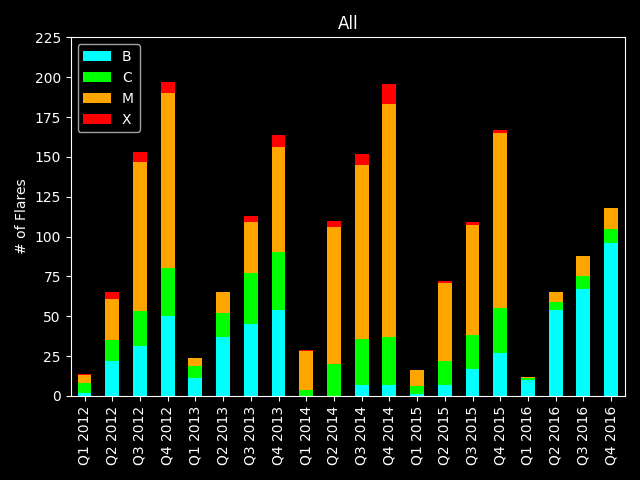 All
225
200
175
150
125
100
75
50
25
0
# of Flares
B
C
M
X
Q1 2012
Q2 2012
Q3 2012
Q4 2012
Q1 2013
Q2 2013
Q3 2013
Q4 2013
Q1 2014
Q2 2014
Q3 2014
Q4 2014
Q1 2015
Q2 2015
Q3 2015
Q4 2015
Q1 2016
Q2 2016
Q3 2016
Q4 2016